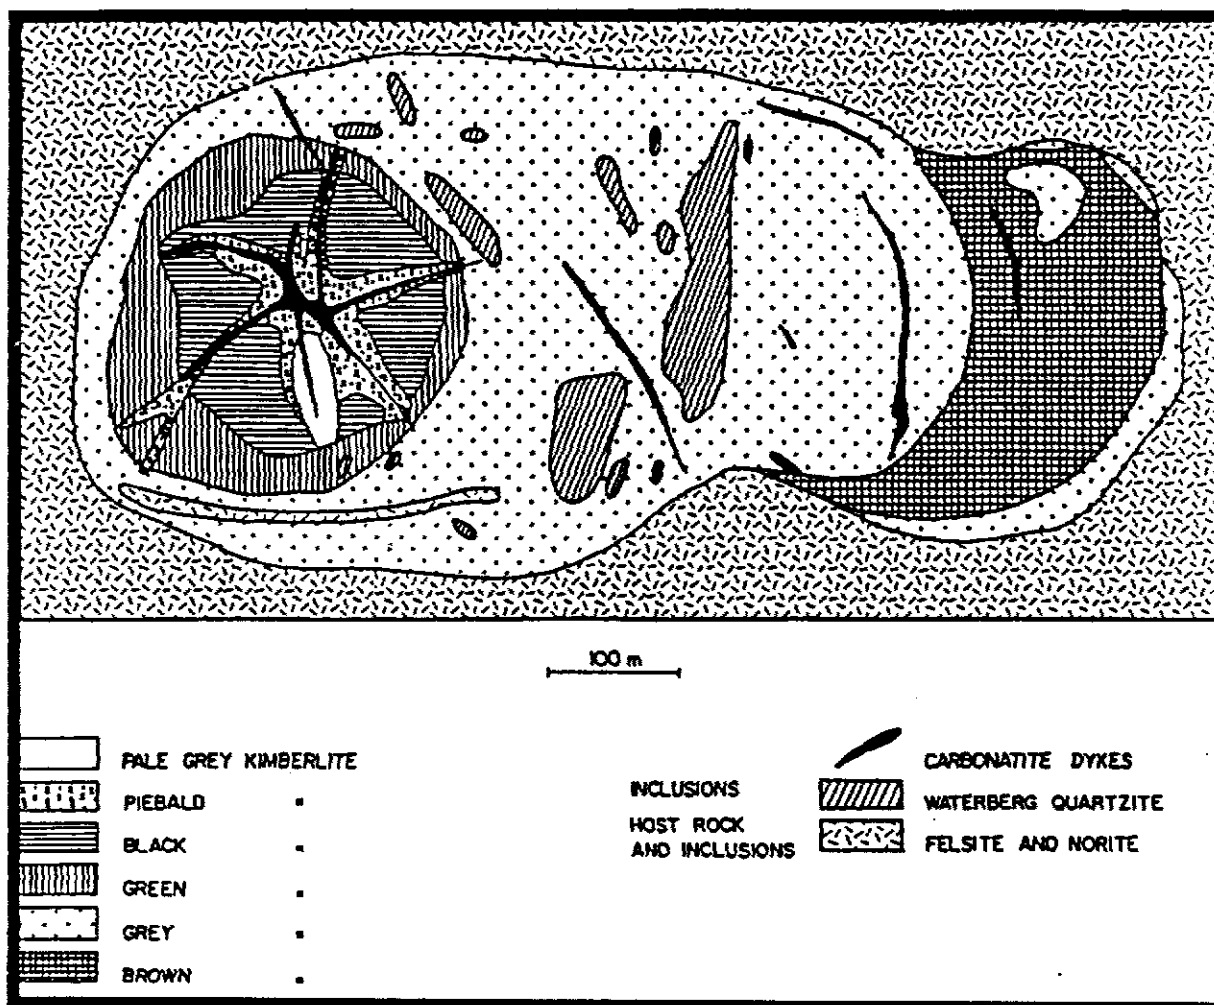 100 m
PALE GREY KIMBERLITE
PIEBALD "
BLACK "
GREEN "
GREY "
BROWN "
INCLUSIONS
HOST ROCK
AND INCLUSIONS
CARBONATITE DYKES
WATERBERG QUARTZITE
FELSITE AND NORITE